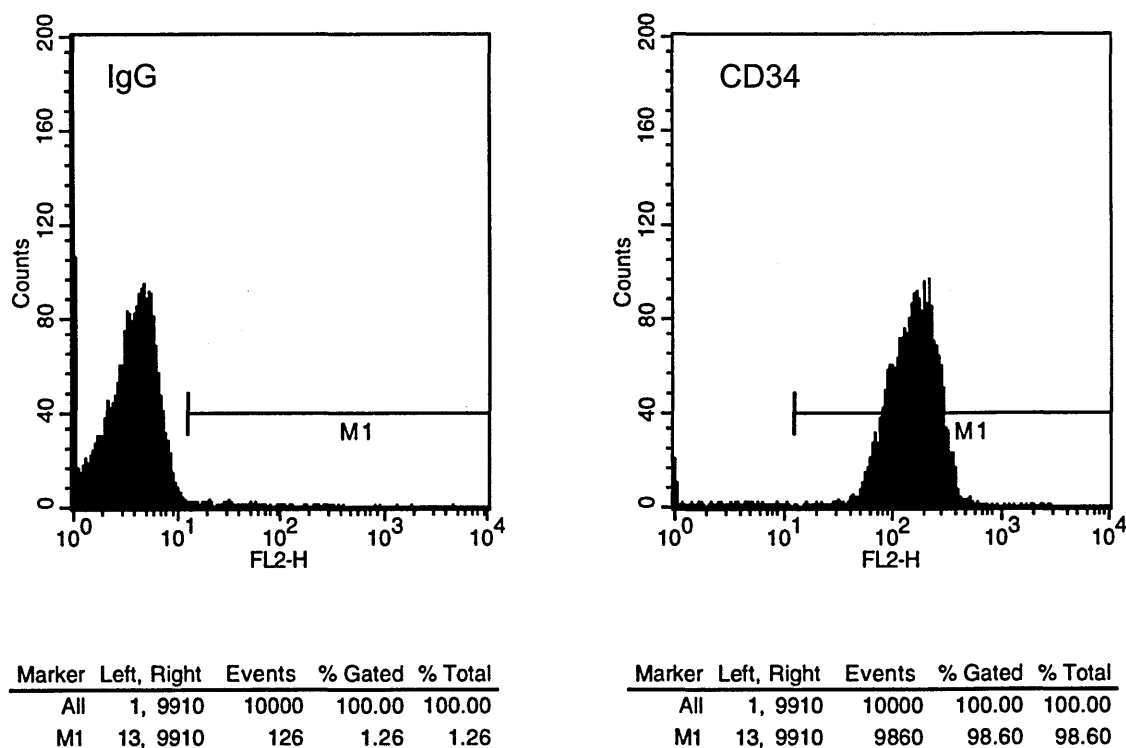 IgG
200
160
120
80
40
0
Counts
M1
10^0 10^1 10^2 10^3 10^4
FL2-H
CD34
200
160
120
80
40
0
Counts
M1
10^0 10^1 10^2 10^3 10^4
FL2-H
Marker Left, Right Events % Gated % Total
All 1, 9910 10000 100.00 100.00
M1 13, 9910 126 1.26 1.26
Marker Left, Right Events % Gated % Total
All 1, 9910 10000 100.00 100.00
M1 13, 9910 9860 98.60 98.60